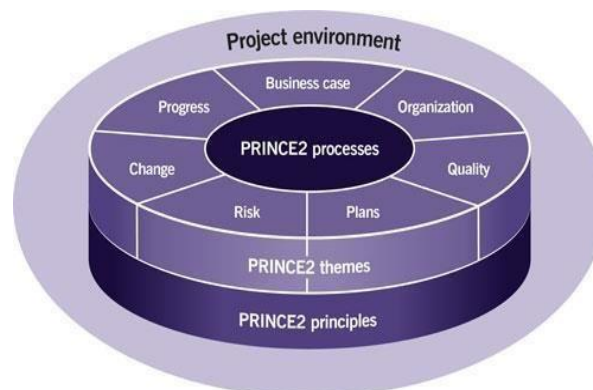 Project environment
Business case
Progress
Organization
PRINCE2 processes
Change
Quality
Risk
Plans
PRINCE2 themes
PRINCE2 principles